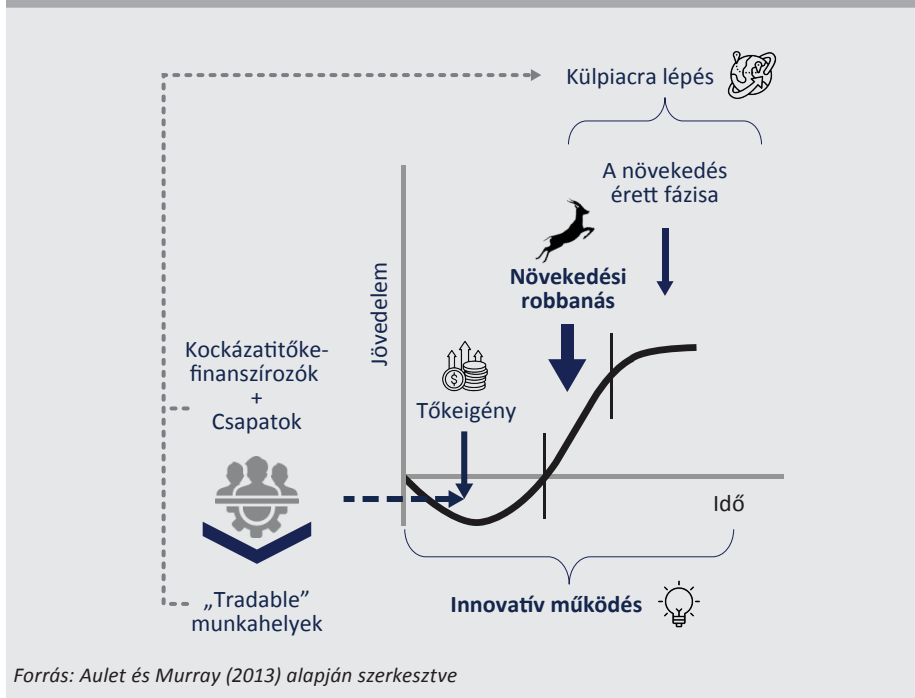 Külpiacra lépés
A növekedés
érett fázisa
Növekedési
robbanás
Jövedelem
Kockázatitőke-
finanszírozók
+
Csapatok
Tőkeigény
$
Idő
„Tradable”
munkahelyek
Innovatív működés
Forrás: Aulet és Murray (2013) alapján szerkesztve